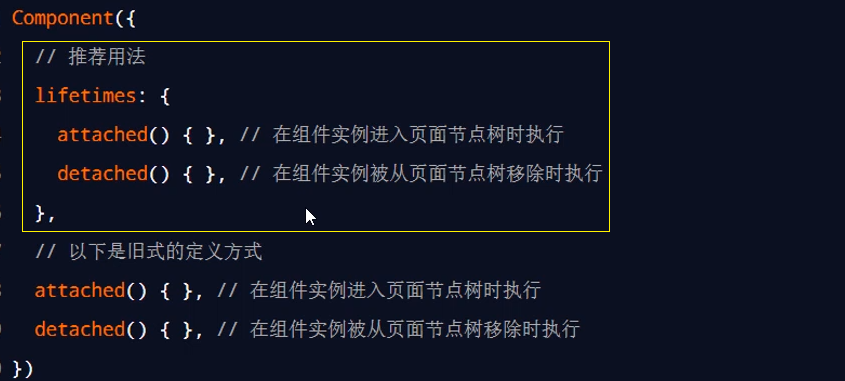 Component({
// 推荐用法
lifetimes: {
attached() { }, // 在组件实例进入页面节点树时执行
detached() { }, // 在组件实例被从页面节点树移除时执行
},
// 以下是旧式的定义方式
attached() { }, // 在组件实例进入页面节点树时执行
detached() { }, // 在组件实例被从页面节点树移除时执行
})